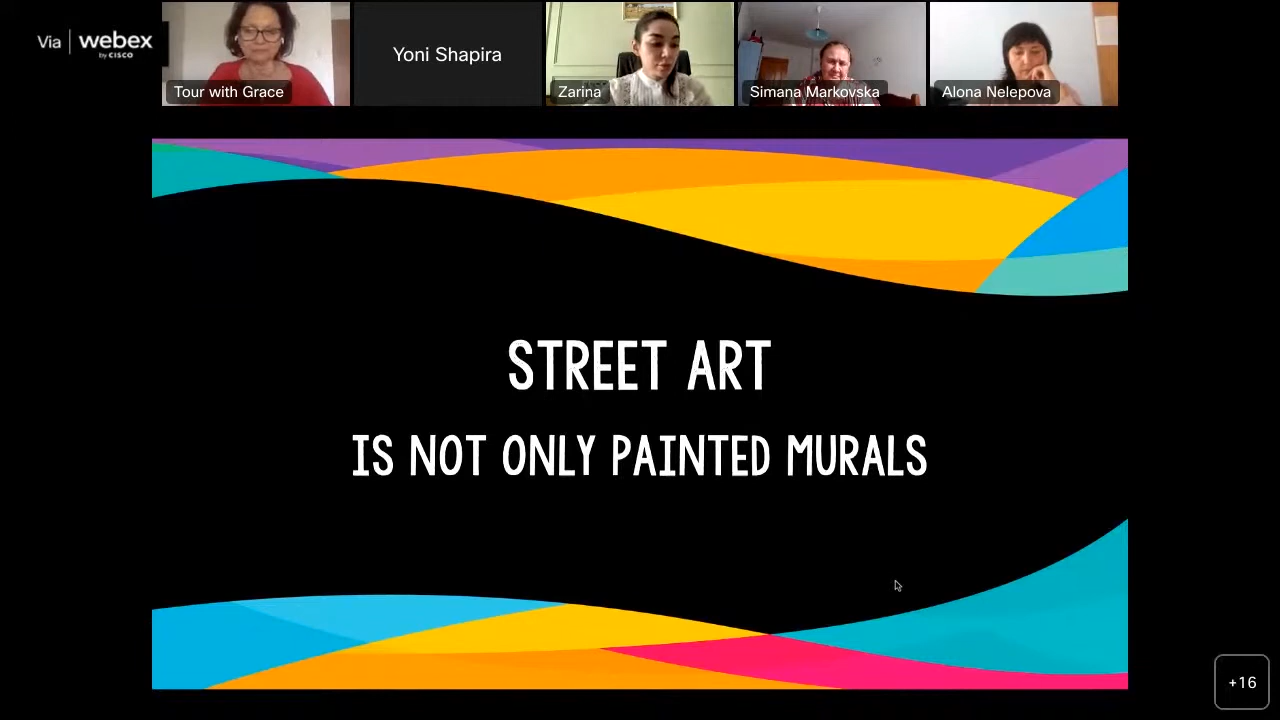 Via | webex
by CISCO
Tour with Grace
Yoni Shapira
Zarina
Simana Markovska
Alona Nelepova
STREET ART
IS NOT ONLY PAINTED MURALS
+16